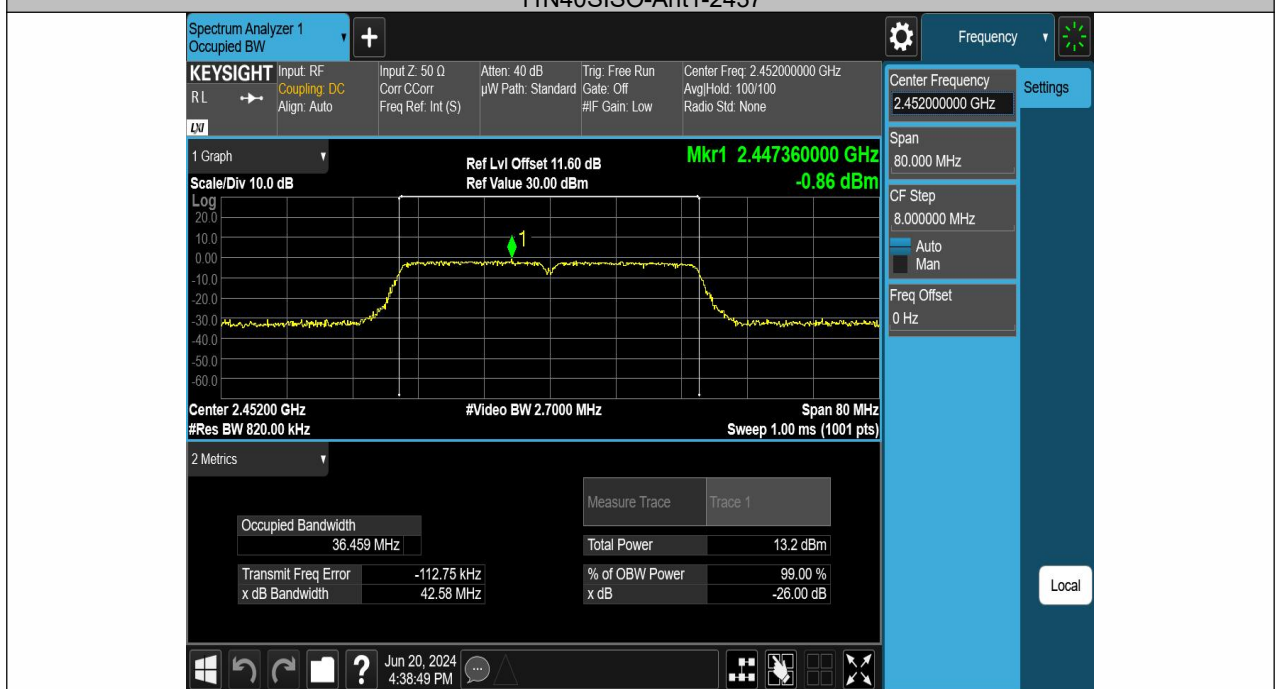 11N40SISO-Ant1-2437
Spectrum Analyzer 1
Occupied BW
+
Frequency
KEYSIGHT
RL
LXI
Input: RF
Coupling: DC
Align: Auto
Input Z: 50 Ω
Corr CCorr
Freq Ref: Int (S)
Atten: 40 dB
µW Path: Standard
Trig: Free Run
Gate: Off
#IF Gain: Low
Center Freq: 2.452000000 GHz
Avg|Hold: 100/100
Radio Std: None
Center Frequency
2.452000000 GHz
Settings
Span
80.000 MHz
CF Step
8.000000 MHz
Auto
Man
Freq Offset
0 Hz
1 Graph
Scale/Div 10.0 dB
Ref Lvl Offset 11.60 dB
Ref Value 30.00 dBm
Mkr1 2.447360000 GHz
-0.86 dBm
Log
20.0
10.0
0.00
-10.0
-20.0
-30.0
-40.0
-50.0
-60.0
1
Center 2.45200 GHz
#Res BW 820.00 kHz
#Video BW 2.7000 MHz
Span 80 MHz
Sweep 1.00 ms (1001 pts)
2 Metrics
Measure Trace Trace 1
Occupied Bandwidth
36.459 MHz
Total Power 13.2 dBm
Transmit Freq Error -112.75 kHz
% of OBW Power 99.00 %
x dB Bandwidth 42.58 MHz
x dB -26.00 dB
Local
?
Jun 20, 2024
4:38:49 PM